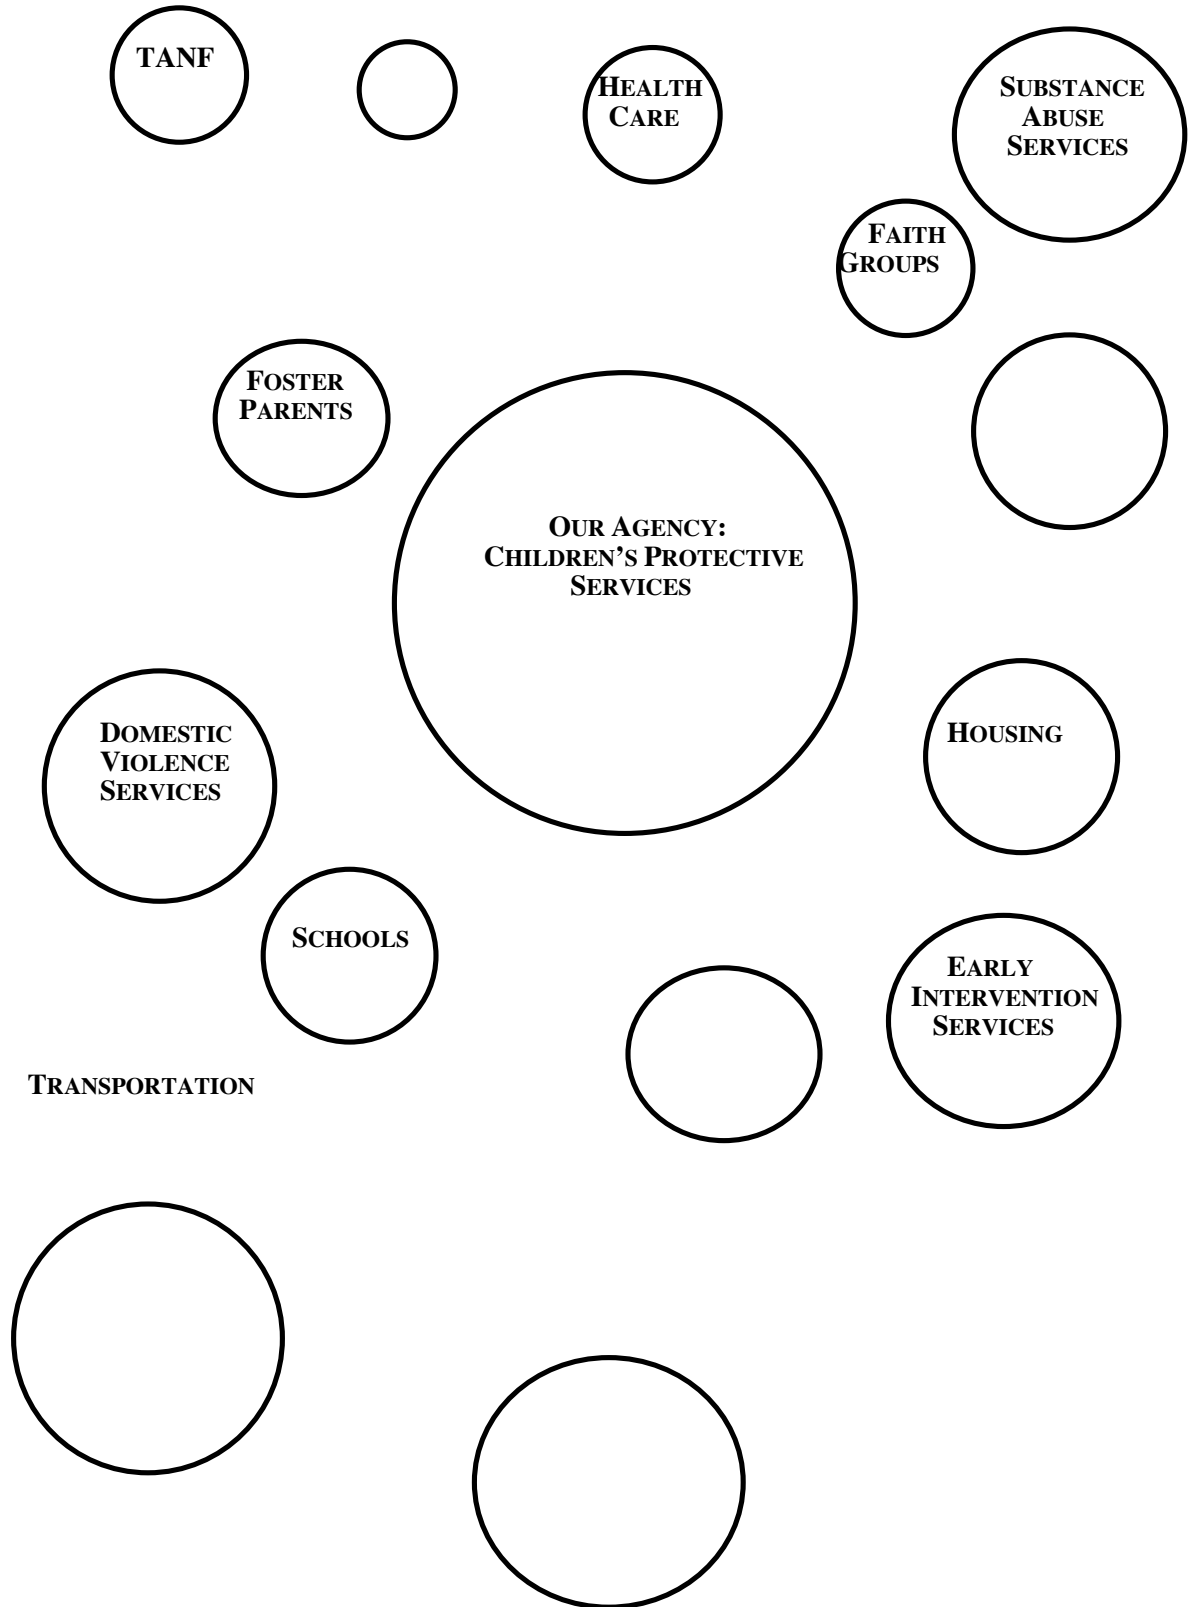 TANF
HEALTH
CARE
SUBSTANCE
ABUSE
SERVICES
FAITH
GROUPS
FOSTER
PARENTS
OUR AGENCY:
CHILDREN’S PROTECTIVE
SERVICES
DOMESTIC
VIOLENCE
SERVICES
HOUSING
SCHOOLS
EARLY
INTERVENTION
SERVICES
TRANSPORTATION